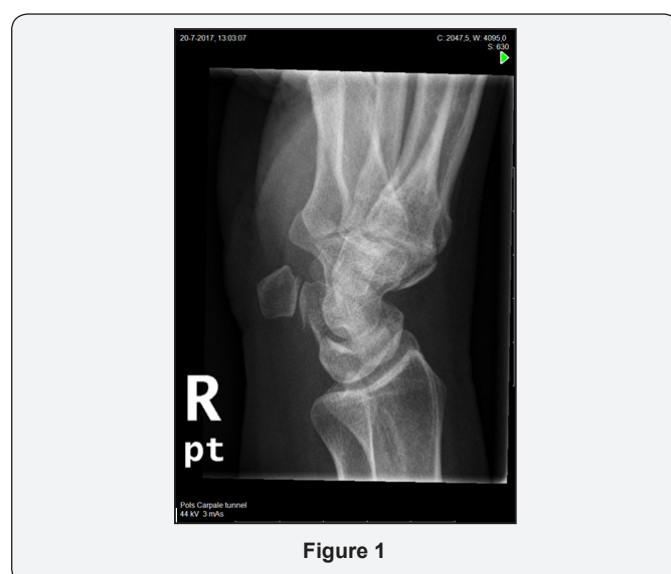 20-7-2017, 13:03:07
C: 2047,5, W: 4095,0
S: 630
R
pt
Pols Carpale tunnel
44 kV 3 mAs
Figure 1